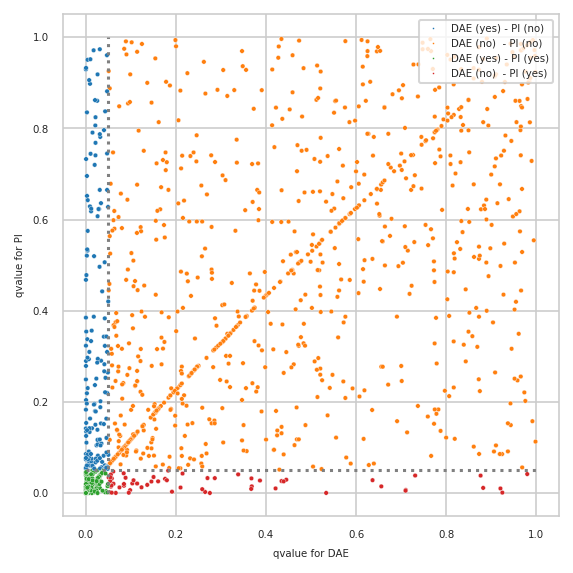 DAE (yes) - PI (no)
DAE (no)  - PI (no)
DAE (yes) - PI (yes)
DAE (no)  - PI (yes)
1.0
0.8
0.6
0.4
0.2
0.0
qvalue for PI
0.0 0.2 0.4 0.6 0.8 1.0
qvalue for DAE